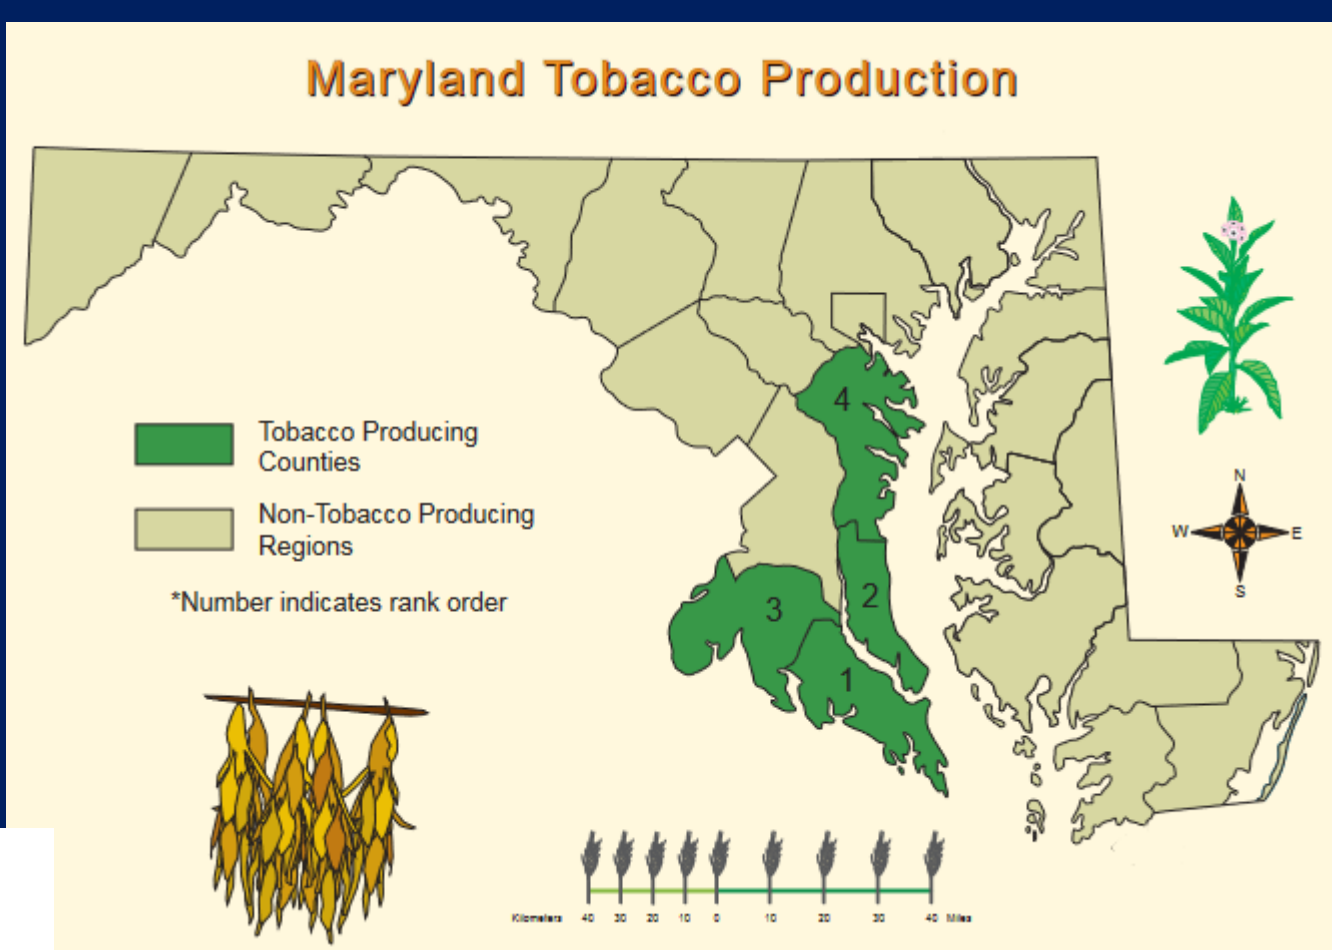 Maryland Tobacco Production
4
Tobacco Producing
Counties
Non-Tobacco Producing
Regions
*Number indicates rank order
N
W E
S
2
3
1
Kilometers 40 30 20 10 0 10 20 30 40 Miles